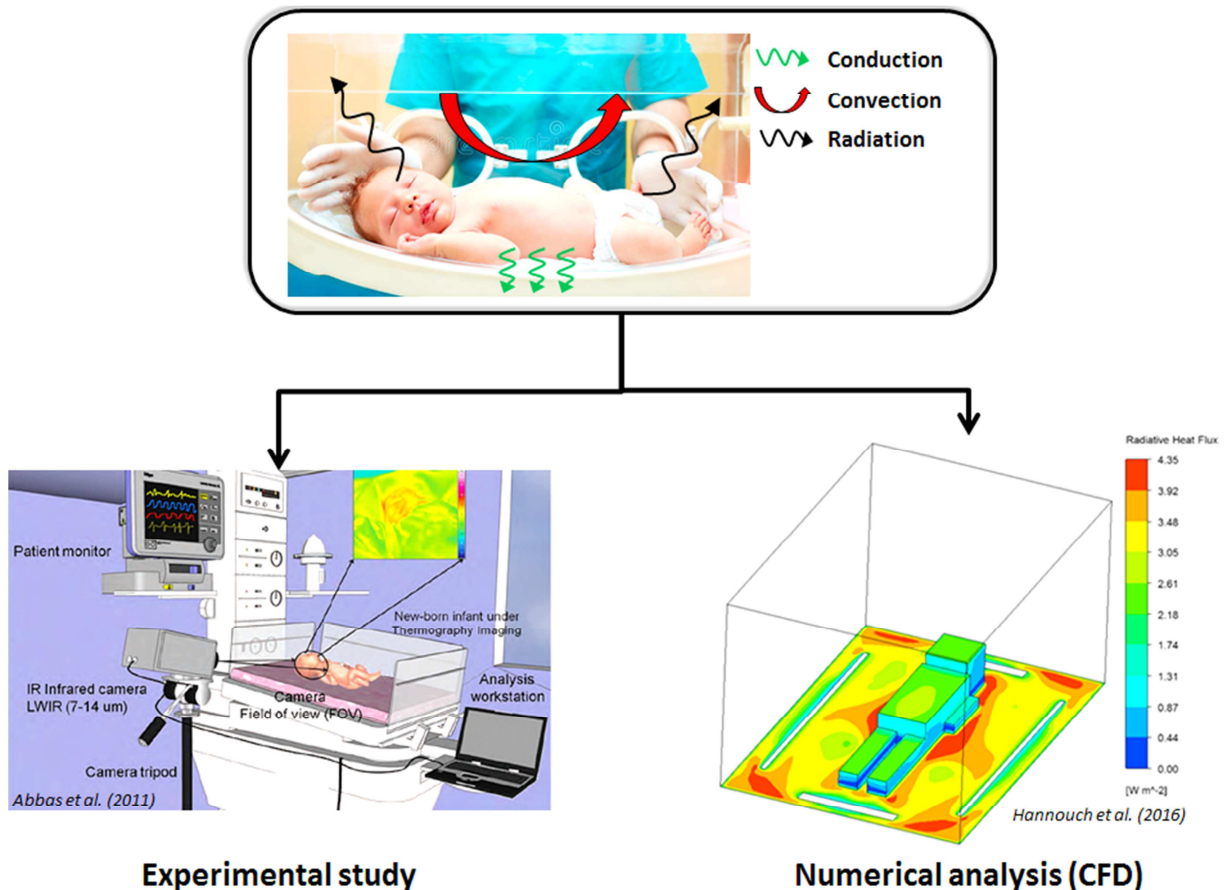 Conduction
Convection
Radiation
Patient monitor
New-born infant under
Thermography Imaging
IR Infrared camera
LWIR (7-14 um)
Camera
Field of view (FOV)
Analysis
workstation
Camera tripod
Abbas et al. (2011)
Radiative Heat Flux
4.35
3.92
3.48
3.05
2.61
2.18
1.74
1.31
0.87
0.44
0.00
[W m^-2]
Hannouch et al. (2016)
Experimental study
Numerical analysis (CFD)